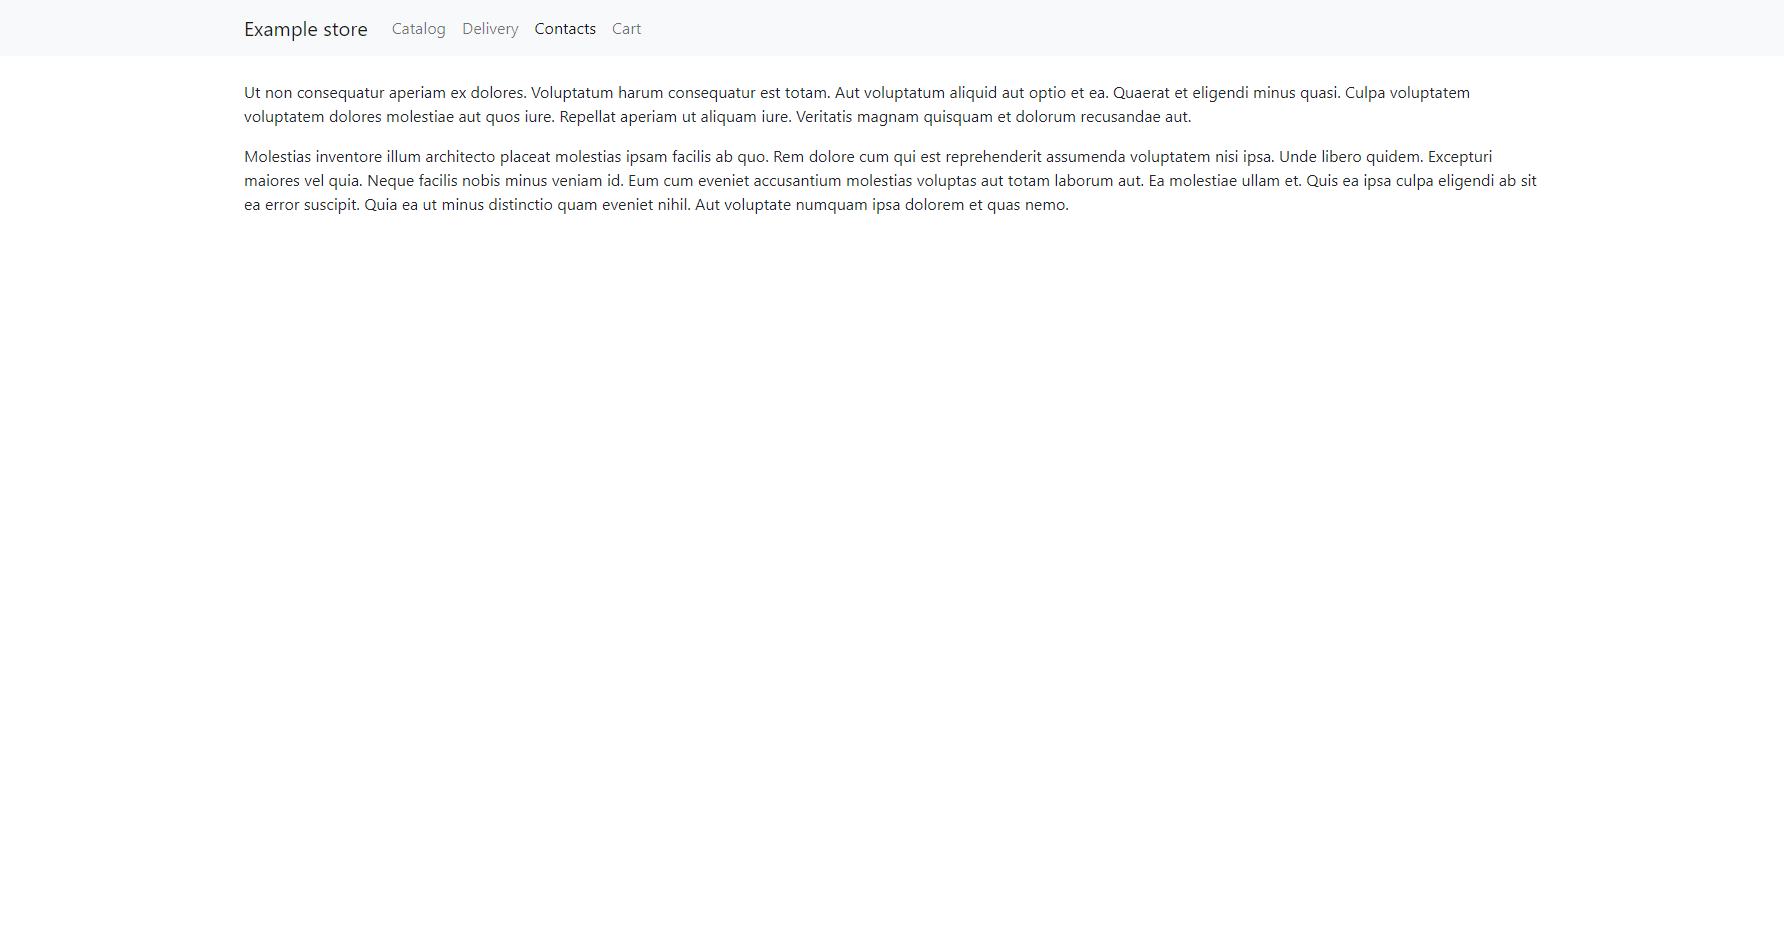 Example store Catalog Delivery Contacts Cart
Ut non consequatur aperiam ex dolores. Voluptatum harum consequatur est totam. Aut voluptatum aliquid aut optio et ea. Quaerat et eligendi minus quasi. Culpa voluptatem
voluptatem dolores molestiae aut quos iure. Repellat aperiam ut aliquam iure. Veritatis magnam quisquam et dolorum recusandae aut.
Molestias inventore illum architecto placeat molestias ipsam facilis ab quo. Rem dolore cum qui est reprehenderit assumenda voluptatem nisi ipsa. Unde libero quidem. Excepturi
maiores vel quia. Neque facilis nobis minus veniam id. Eum cum eveniet accusantium molestias voluptas aut totam laborum aut. Ea molestiae ullam et. Quis ea ipsa culpa eligendi ab sit
ea error suscipit. Quia ea ut minus distinctio quam eveniet nihil. Aut voluptate numquam ipsa dolorem et quas nemo.